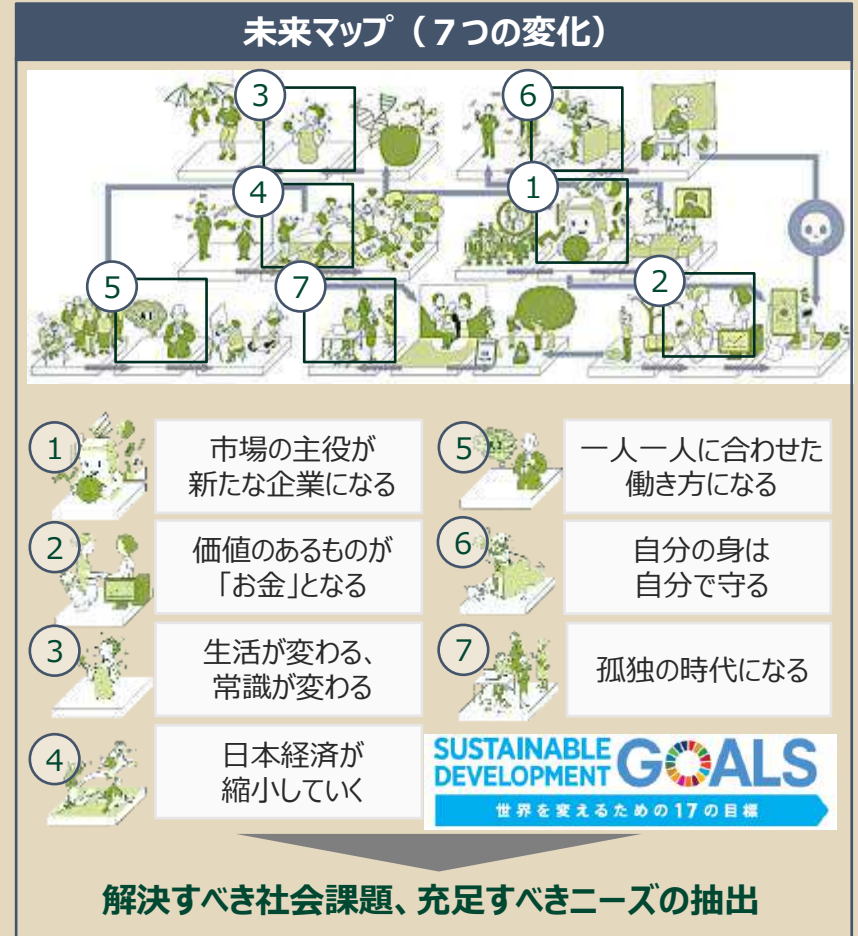 未来マップ（７つの変化）
3
6
4
1
5
7
2
1
市場の主役が
新たな企業になる
2
価値のあるものが
「お金」となる
3
生活が変わる、
常識が変わる
4
日本経済が
縮小していく
5
一人一人に合わせた
働き方になる
6
自分の身は
自分で守る
7
孤独の時代になる
SUSTAINABLE
DEVELOPMENT
GOALS
世界を変えるための17の目標
解決すべき社会課題、充足すべきニーズの抽出